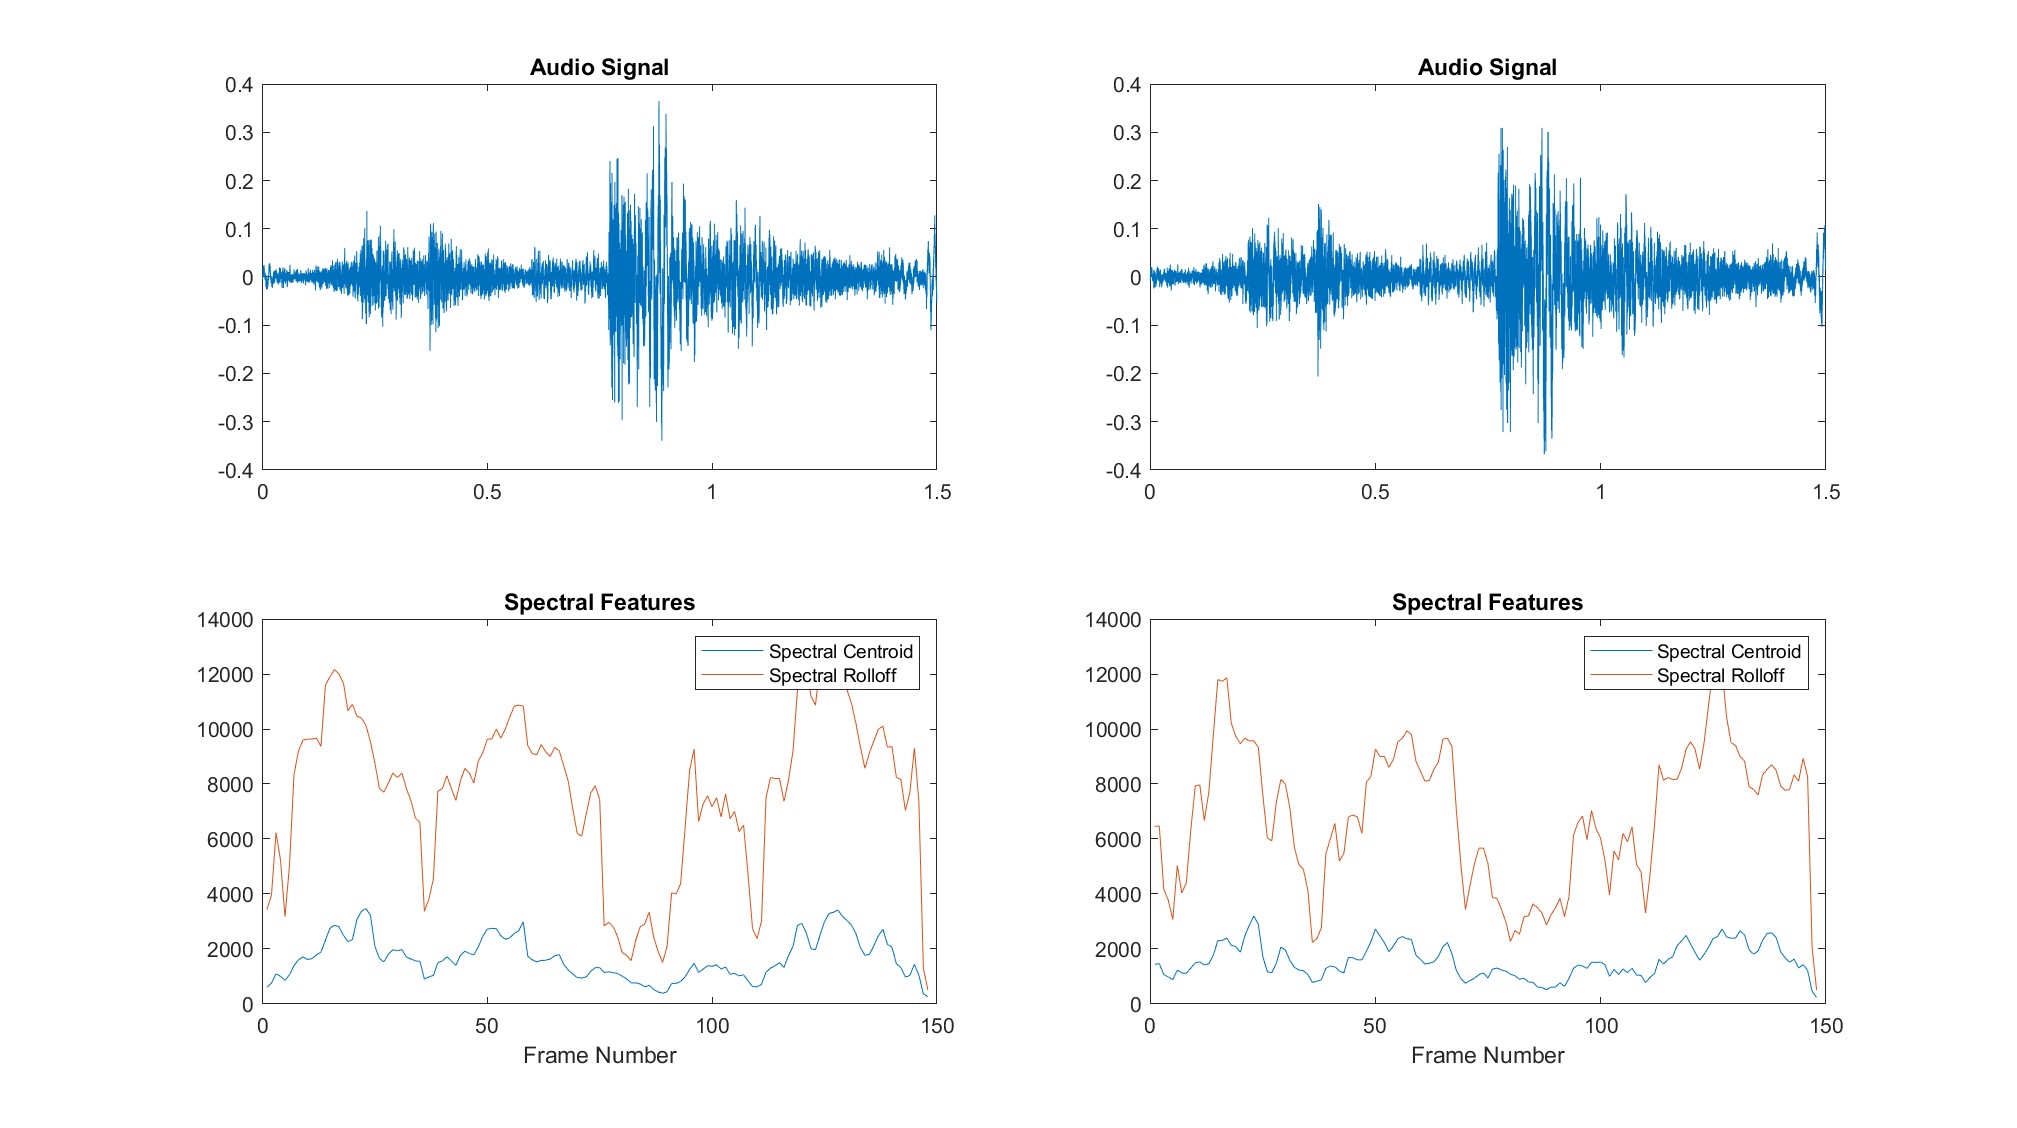 Audio Signal
0.4
0.3
0.2
0.1
0
-0.1
-0.2
-0.3
-0.4
0 0.5 1 1.5
Audio Signal
0.4
0.3
0.2
0.1
0
-0.1
-0.2
-0.3
-0.4
0 0.5 1 1.5
Spectral Features
14000
12000
10000
8000
6000
4000
2000
0
0 50 100 150
Frame Number
Spectral Centroid
Spectral Rolloff
Spectral Features
14000
12000
10000
8000
6000
4000
2000
0
0 50 100 150
Frame Number
Spectral Centroid
Spectral Rolloff